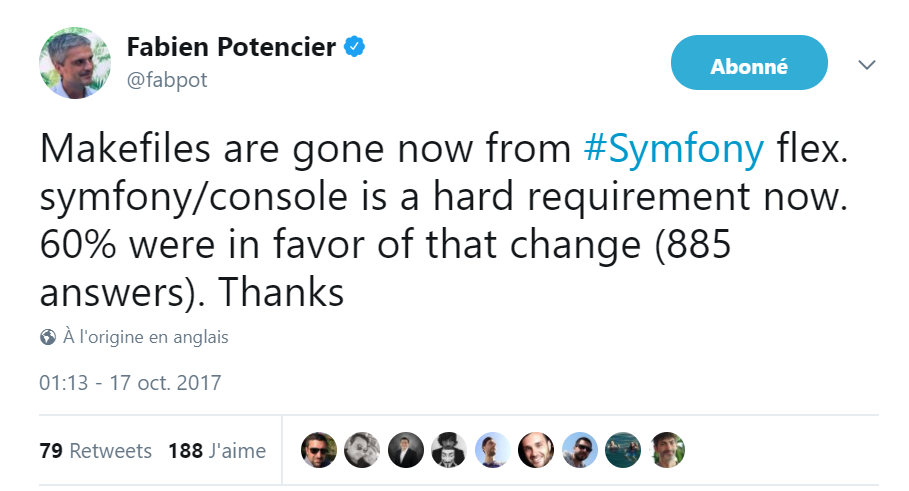 Fabien Potencier
@fabpot
Abonné
Makefiles are gone now from #Symfony flex.
symfony/console is a hard requirement now.
60% were in favor of that change (885
answers). Thanks
À l'origine en anglais
01:13 - 17 oct. 2017
79 Retweets 188 J'aime